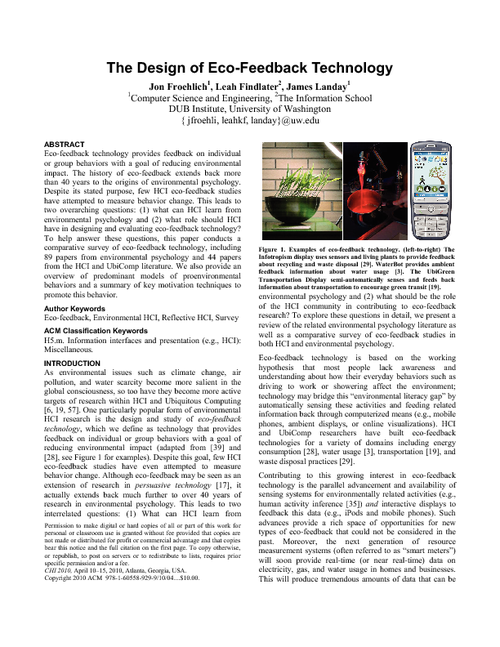 The Design of Eco-Feedback Technology
Jon Froehlich1, Leah Findlater2, James Landay1
1Computer Science and Engineering, 2The Information School
DUB Institute, University of Washington
{ jfroehli, leahkf, landay}@uw.edu
ABSTRACT
Eco-feedback technology provides feedback on individual
or group behaviors with a goal of reducing environmental
impact. The history of eco-feedback extends back more
than 40 years to the origins of environmental psychology.
Despite its stated purpose, few HCI eco-feedback studies
have attempted to measure behavior change. This leads to
two overarching questions: (1) what can HCI learn from
environmental psychology and (2) what role should HCI
have in designing and evaluating eco-feedback technology?
To help answer these questions, this paper conducts a
comparative survey of eco-feedback technology, including
89 papers from environmental psychology and 44 papers
from the HCI and UbiComp literature. We also provide an
overview of predominant models of proenvironmental
behaviors and a summary of key motivation techniques to
promote this behavior.
Author Keywords
Eco-feedback, Environmental HCI, Reflective HCI, Survey
ACM Classification Keywords
H5.m. Information interfaces and presentation (e.g., HCI):
Miscellaneous.
INTRODUCTION
As environmental issues such as climate change, air
pollution, and water scarcity become more salient in the
global consciousness, so too have they become more active
targets of research within HCI and Ubiquitous Computing
[6, 19, 57]. One particularly popular form of environmental
HCI research is the design and study of eco-feedback
technology, which we define as technology that provides
feedback on individual or group behaviors with a goal of
reducing environmental impact (adapted from [39] and
[28], see Figure 1 for examples). Despite this goal, few HCI
eco-feedback studies have even attempted to measure
behavior change. Although eco-feedback may be seen as an
extension of research in persuasive technology [17], it
actually extends back much further to over 40 years of
research in environmental psychology. This leads to two
interrelated questions: (1) What can HCI learn from
Permission to make digital or hard copies of all or part of this work for
personal or classroom use is granted without fee provided that copies are
not made or distributed for profit or commercial advantage and that copies
bear this notice and the full citation on the first page. To copy otherwise,
or republish, to post on servers or to redistribute to lists, requires prior
specific permission and/or a fee.
CHI 2010, April 10–15, 2010, Atlanta, Georgia, USA.
Copyright 2010 ACM 978-1-60558-929-9/10/04....$10.00.
Figure 1. Examples of eco-feedback technology. (left-to-right) The
Infotropism display uses sensors and living plants to provide feedback
about recycling and waste disposal [29]. WaterBot provides ambient
feedback information about water usage [3]. The UbiGreen
Transportation Display semi-automatically senses and feeds back
information about transportation to encourage green transit [19].
environmental psychology and (2) what should be the role
of the HCI community in contributing to eco-feedback
research? To explore these questions in detail, we present a
review of the related environmental psychology literature as
well as a comparative survey of eco-feedback studies in
both HCI and environmental psychology.
Eco-feedback technology is based on the working
hypothesis that most people lack awareness and
understanding about how their everyday behaviors such as
driving to work or showering affect the environment;
technology may bridge this “environmental literacy gap” by
automatically sensing these activities and feeding related
information back through computerized means (e.g., mobile
phones, ambient displays, or online visualizations). HCI
and UbiComp researchers have built eco-feedback
technologies for a variety of domains including energy
consumption [28], water usage [3], transportation [19], and
waste disposal practices [29].
Contributing to this growing interest in eco-feedback
technology is the parallel advancement and availability of
sensing systems for environmentally related activities (e.g.,
human activity inference [35]) and interactive displays to
feedback this data (e.g., iPods and mobile phones). Such
advances provide a rich space of opportunities for new
types of eco-feedback that could not be considered in the
past. Moreover, the next generation of resource
measurement systems (often referred to as “smart meters”)
will soon provide real-time (or near real-time) data on
electricity, gas, and water usage in homes and businesses.
This will produce tremendous amounts of data that can be